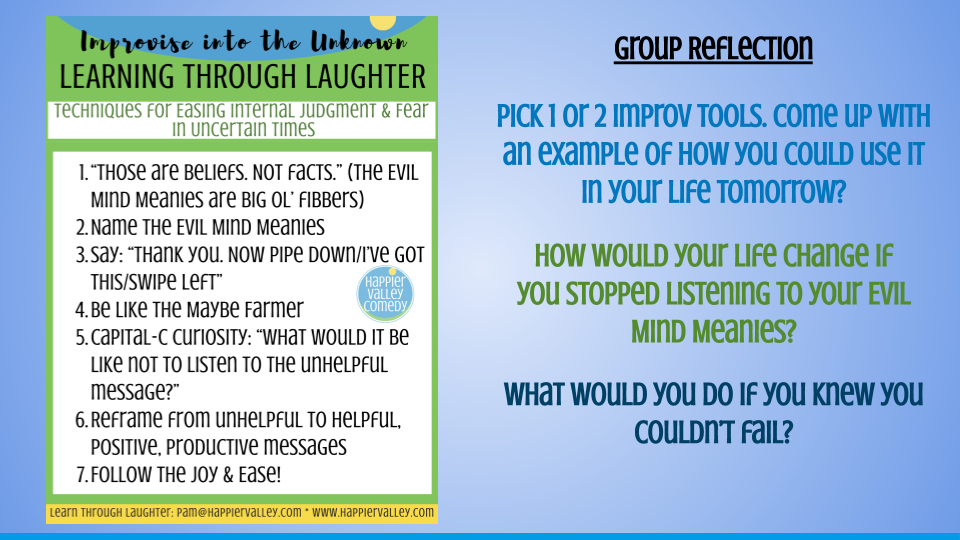 Improvise into the Unknown
LEARNING THROUGH LAUGHTER
Techniques for Easing Internal Judgment & Fear
in Uncertain Times
1. “Those are beliefs. Not facts.” (The Evil
Mind Meanies are big ol’ fibbers)
2. Name the Evil Mind Meanies
3. Say: “Thank you. Now pipe down/I’ve got
this/Swipe left”
4. Be like the Maybe Farmer
5. Capital-C Curiosity: “What would it be
like not to listen to the unhelpful
message?”
6. Reframe from unhelpful to helpful,
positive, productive messages
7. Follow the Joy & Ease!
Happier
Valley
Comedy
Learn Through Laughter: pam@happiervalley.com * www.happiervalley.com
Group Reflection
Pick 1 or 2 improv tools. Come up with
an example of how you could use it
in your life tomorrow?
How would your life change if
you stopped listening to your Evil
Mind Meanies?
What would you do if you knew you
couldn't fail?